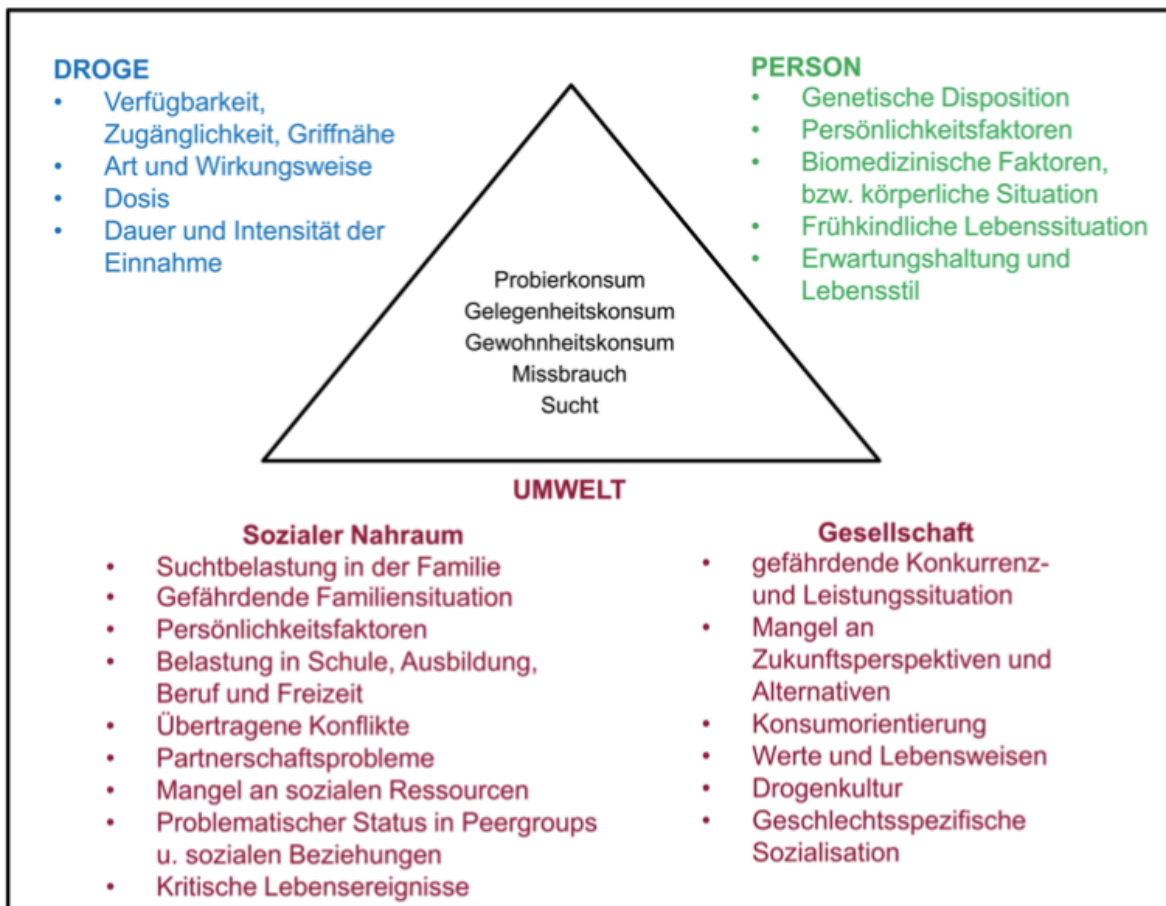 DROGE
• Verfügbarkeit,
Zugänglichkeit, Griffnähe
• Art und Wirkungsweise
• Dosis
• Dauer und Intensität der
Einnahme
PERSON
• Genetische Disposition
• Persönlichkeitsfaktoren
• Biomedizinische Faktoren,
bzw. körperliche Situation
• Frühkindliche Lebenssituation
• Erwartungshaltung und
Lebensstil
Probierkonsum
Gelegenheitskonsum
Gewohnheitskonsum
Missbrauch
Sucht
UMWELT
Sozialer Nahraum
• Suchtbelastung in der Familie
• Gefährdende Familiensituation
• Persönlichkeitsfaktoren
• Belastung in Schule, Ausbildung,
Beruf und Freizeit
• Übertragene Konflikte
• Partnerschaftsprobleme
• Mangel an sozialen Ressourcen
• Problematischer Status in Peergroups
u. sozialen Beziehungen
• Kritische Lebensereignisse
Gesellschaft
• gefährdende Konkurrenz-
und Leistungssituation
• Mangel an
Zukunftsperspektiven und
Alternativen
• Konsumorientierung
• Werte und Lebensweisen
• Drogenkultur
• Geschlechtsspezifische
Sozialisation